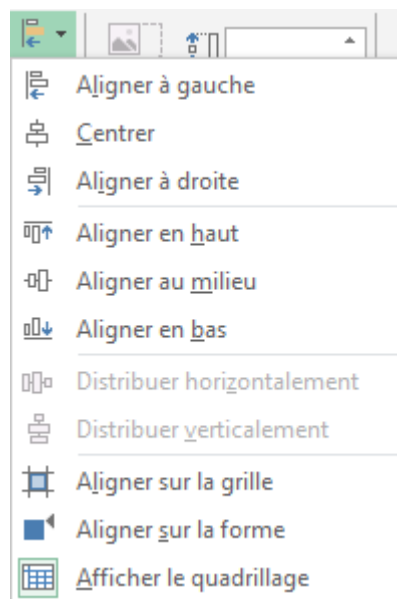 Aligner à gauche
Centrer
Aligner à droite
Aligner en haut
Aligner au milieu
Aligner en bas
Distribuer horizontalement
Distribuer verticalement
Aligner sur la grille
Aligner sur la forme
Afficher le quadrillage